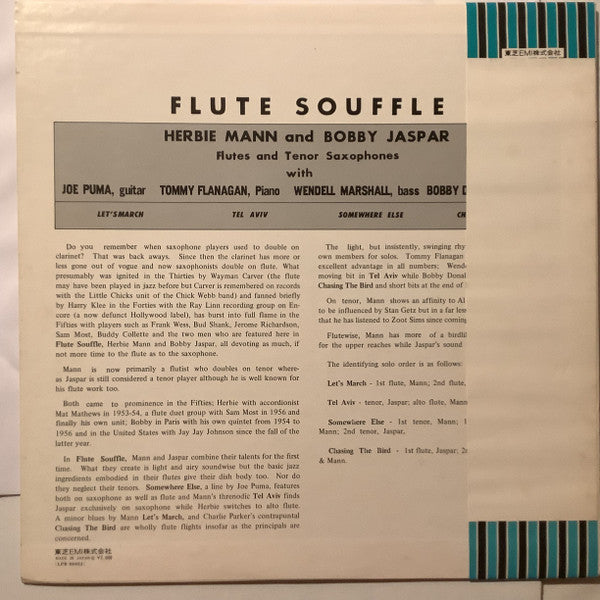 東芝EMI株式会社
FLUTE SOUFFLE
HERBIE MANN and BOBBY JASPAR
Flutes and Tenor Saxophones
with
JOE PUMA, guitar TOMMY FLANAGAN, Piano WENDELL MARSHALL, bass BOBBY D
LET'S MARCH TEL AVIV SOMEWHERE ELSE CH
Do you remember when saxophone players used to double on
clarinet? That was back aways. Since then the clarinet has more or
less gone out of vogue and now saxophonists double on flute. What
presumably was ignited in the Thirties by Wayman Carver (the flute
may have been played in jazz before but Carver is remembered on records
with the Little Chicks unit of the Chick Webb band) and fanned briefly
by Harry Klee in the Forties with the Ray Linn recording group on En-
core (a now defunct Hollywood label), has burst into full flame in the
Fifties with players such as Frank Wess, Bud Shank, Jerome Richardson,
Sam Most, Buddy Collette and the two men who are featured here in
Flute Souffle, Herbie Mann and Bobby Jaspar, all devoting as much, if
not more time to the flute as to the saxophone.
Mann is now primarily a flutist who doubles on tenor where-
as Jaspar is still considered a tenor player although he is well known for
his flute work too.
Both came to prominence in the Fifties; Herbie with accordionist
Mat Mathews in 1953-54, a flute duet group with Sam Most in 1956 and
finally his own unit; Bobby in Paris with his own quintet from 1954 to
1956 and in the United States with Jay Jay Johnson since the fall of the
latter year.
In Flute Souffle, Mann and Jaspar combine their talents for the first
time. What they create is light and airy soundwise but the basic jazz
ingredients embodied in their flutes give their dish body too. Nor do
they neglect their tenors. Somewhere Else, a line by Joe Puma, features
both on saxophone as well as flute and Mann's threnodic Tel Aviv finds
Jaspar exclusively on saxophone while Herbie switches to alto flute.
A minor blues by Mann Let's March, and Charlie Parker's contrapuntal
Chasing The Bird are wholly flute flights insofar as the principals are
concerned.
東芝EMI株式会社
The light, but insistently, swinging rhy
own members for solos. Tommy Flanagan
excellent advantage in all numbers; Wend
moving bit in Tel Aviv while Bobby Donal
Chasing The Bird and short bits at the end of
On tenor, Mann shows an affinity to Al
to be influenced by Stan Getz but in a far less
that he has listened to Zoot Sims since coming
Flutewise, Mann has more of a birdli
for the upper reaches while Jaspar's sound
The identifying solo order is as follows:
Let's March - 1st flute, Mann; 2nd flute,
Tel Aviv - tenor, Jaspar; alto flute, Mann
Somewhere Else - 1st tenor, Mann; 1
Mann; 2nd tenor, Jaspar,
Chasing The Bird - 1st flute, Jaspar; 2n
& Mann.